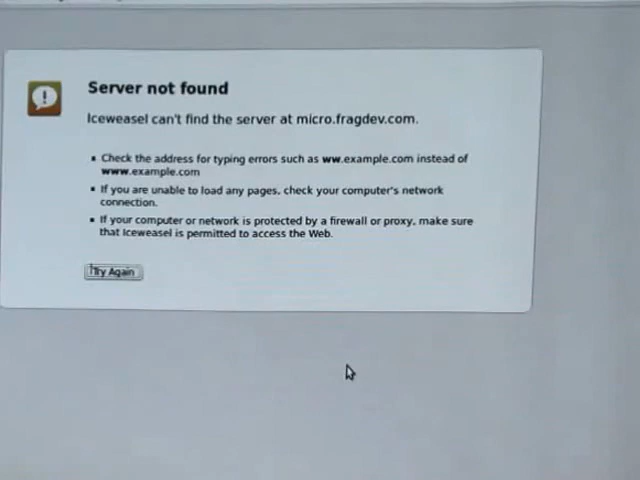 Server not found
Iceweasel can't find the server at micro.fragdev.com.
Check the address for typing errors such as ww.example.com instead of
www.example.com
If you are unable to load any pages, check your computer's network
connection.
If your computer or network is protected by a firewall or proxy, make sure
that Iceweasel is permitted to access the Web.
Try Again